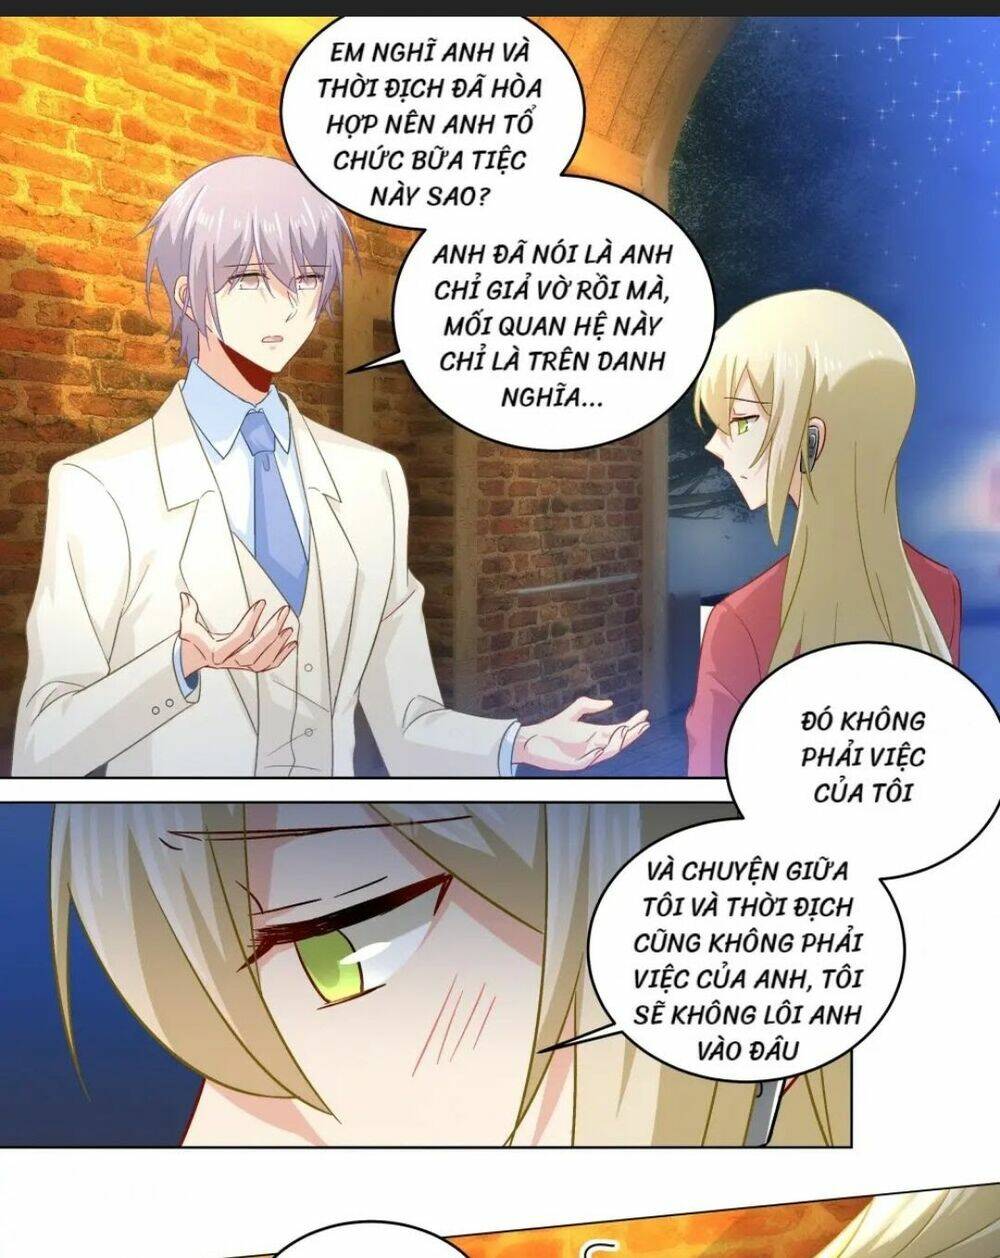 EM NGHĨ ANH VÀ
THỜI ĐỊCH ĐÃ HÒA
HỢP NÊN ANH TỔ
CHỨC BỮA TIỆC
NÀY SAO?
ANH ĐÃ NÓI LÀ ANH
CHỈ GIẢ VỜ RỒI MÀ,
MỐI QUAN HỆ NÀY
CHỈ LÀ TRÊN DANH
NGHĨA...
ĐÓ KHÔNG
PHẢI VIỆC
CỦA TÔI
VÀ CHUYỆN GIỮA
TÔI VÀ THỜI ĐỊCH
CŨNG KHÔNG PHẢI
VIỆC CỦA ANH, TÔI
SẼ KHÔNG LÔI ANH
VÀO ĐÂU